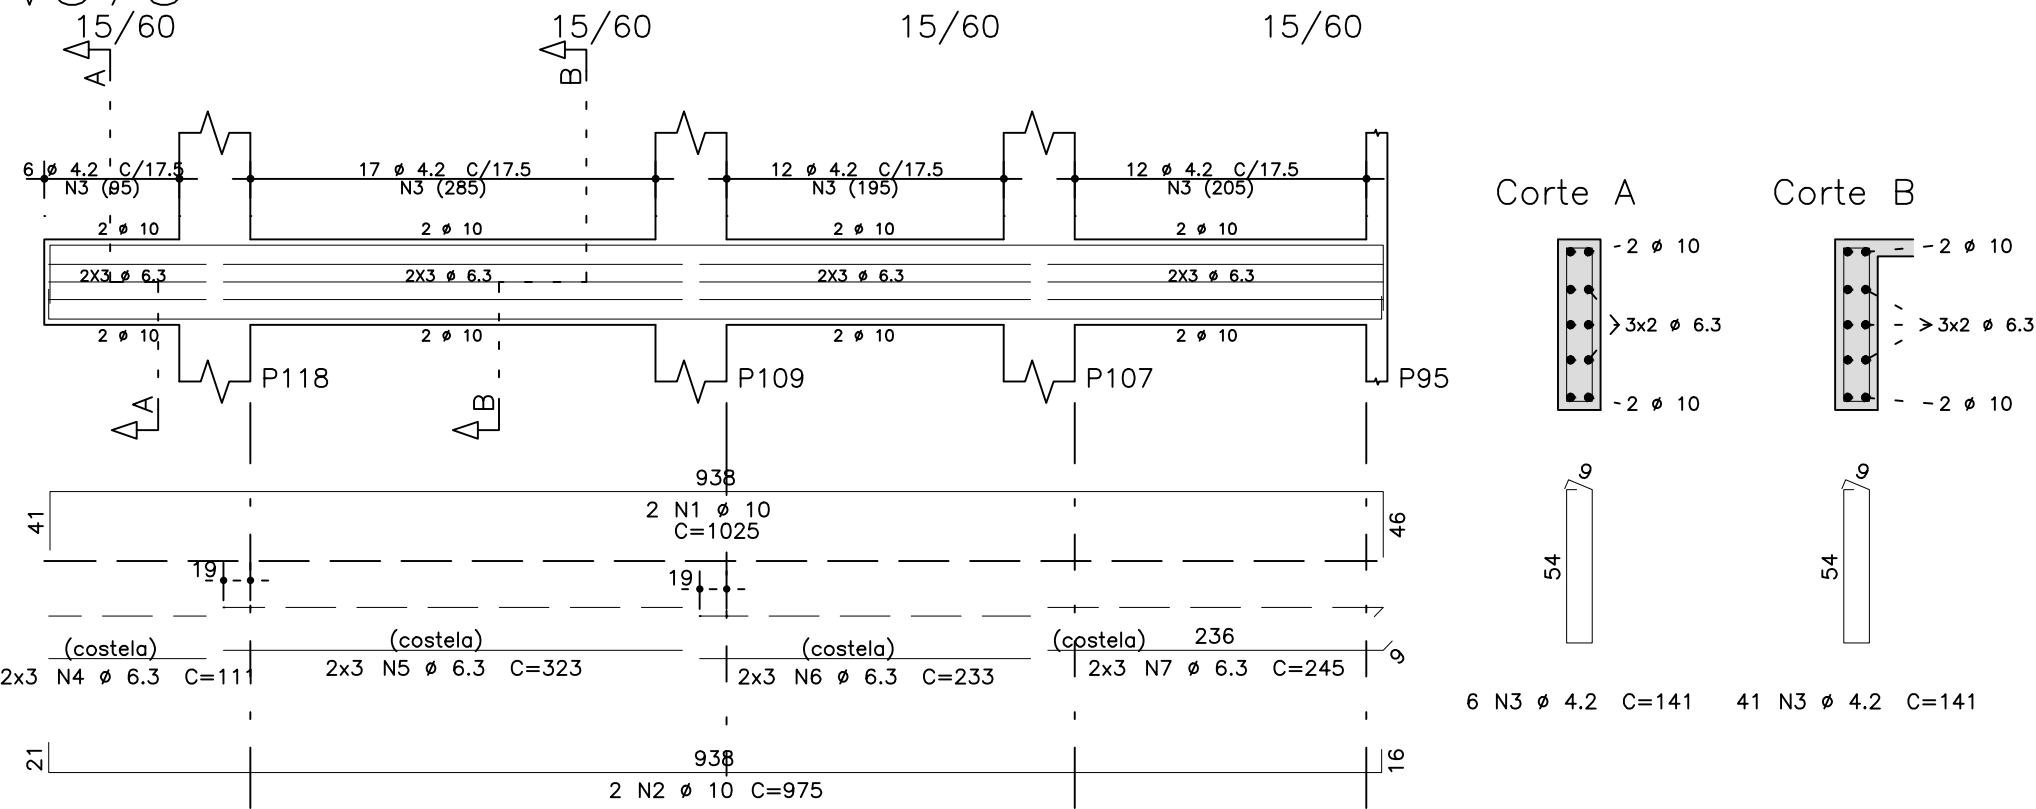 15/60 15/60 15/60 15/60
A B
6 ø 4.2 C/17.5 17 ø 4.2 C/17.5 12 ø 4.2 C/17.5 12 ø 4.2 C/17.5
N3 (95) N3 (285) N3 (195) N3 (205)
Corte A Corte B
2 ø 10 2 ø 10 2 ø 10 2 ø 10
2 ø 10 2 ø 10
2X3 ø 6.3 2X3 ø 6.3 2X3 ø 6.3 2X3 ø 6.3
3x2 ø 6.3 3x2 ø 6.3
2 ø 10 2 ø 10 2 ø 10 2 ø 10
P118 P109 P107 P95
A B
2 ø 10 2 ø 10
938
41 46
2 N1 ø 10
C=1025
9 9
19 19
54 54
(costela) (costela) (costela) (costela) 236
9
2x3 N4 ø 6.3 C=111 2x3 N5 ø 6.3 C=323 2x3 N6 ø 6.3 C=233 2x3 N7 ø 6.3 C=245
6 N3 ø 4.2 C=141 41 N3 ø 4.2 C=141
21 938 16
2 N2 ø 10 C=975